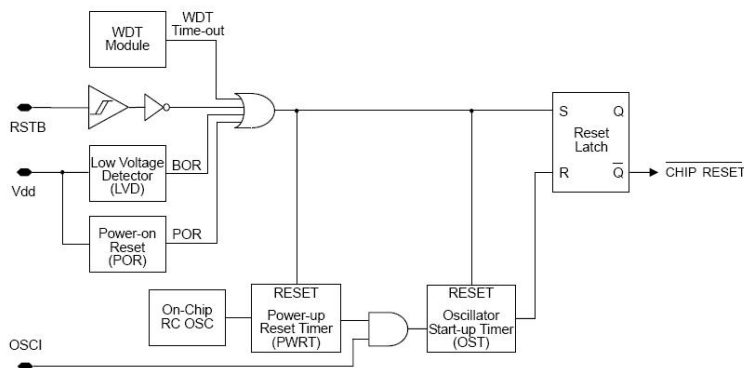 WDT
Module
WDT
Time-out
RSTB
Vdd
Low Voltage
Detector
(LVD)
BOR
Power-on
Reset
(POR)
POR
S
Q
Reset
Latch
R
Q
CHIP RESET
On-Chip
RC OSC
RESET
Power-up
Reset Timer
(PWRT)
RESET
Oscillator
Start-up Timer
(OST)
OSCI